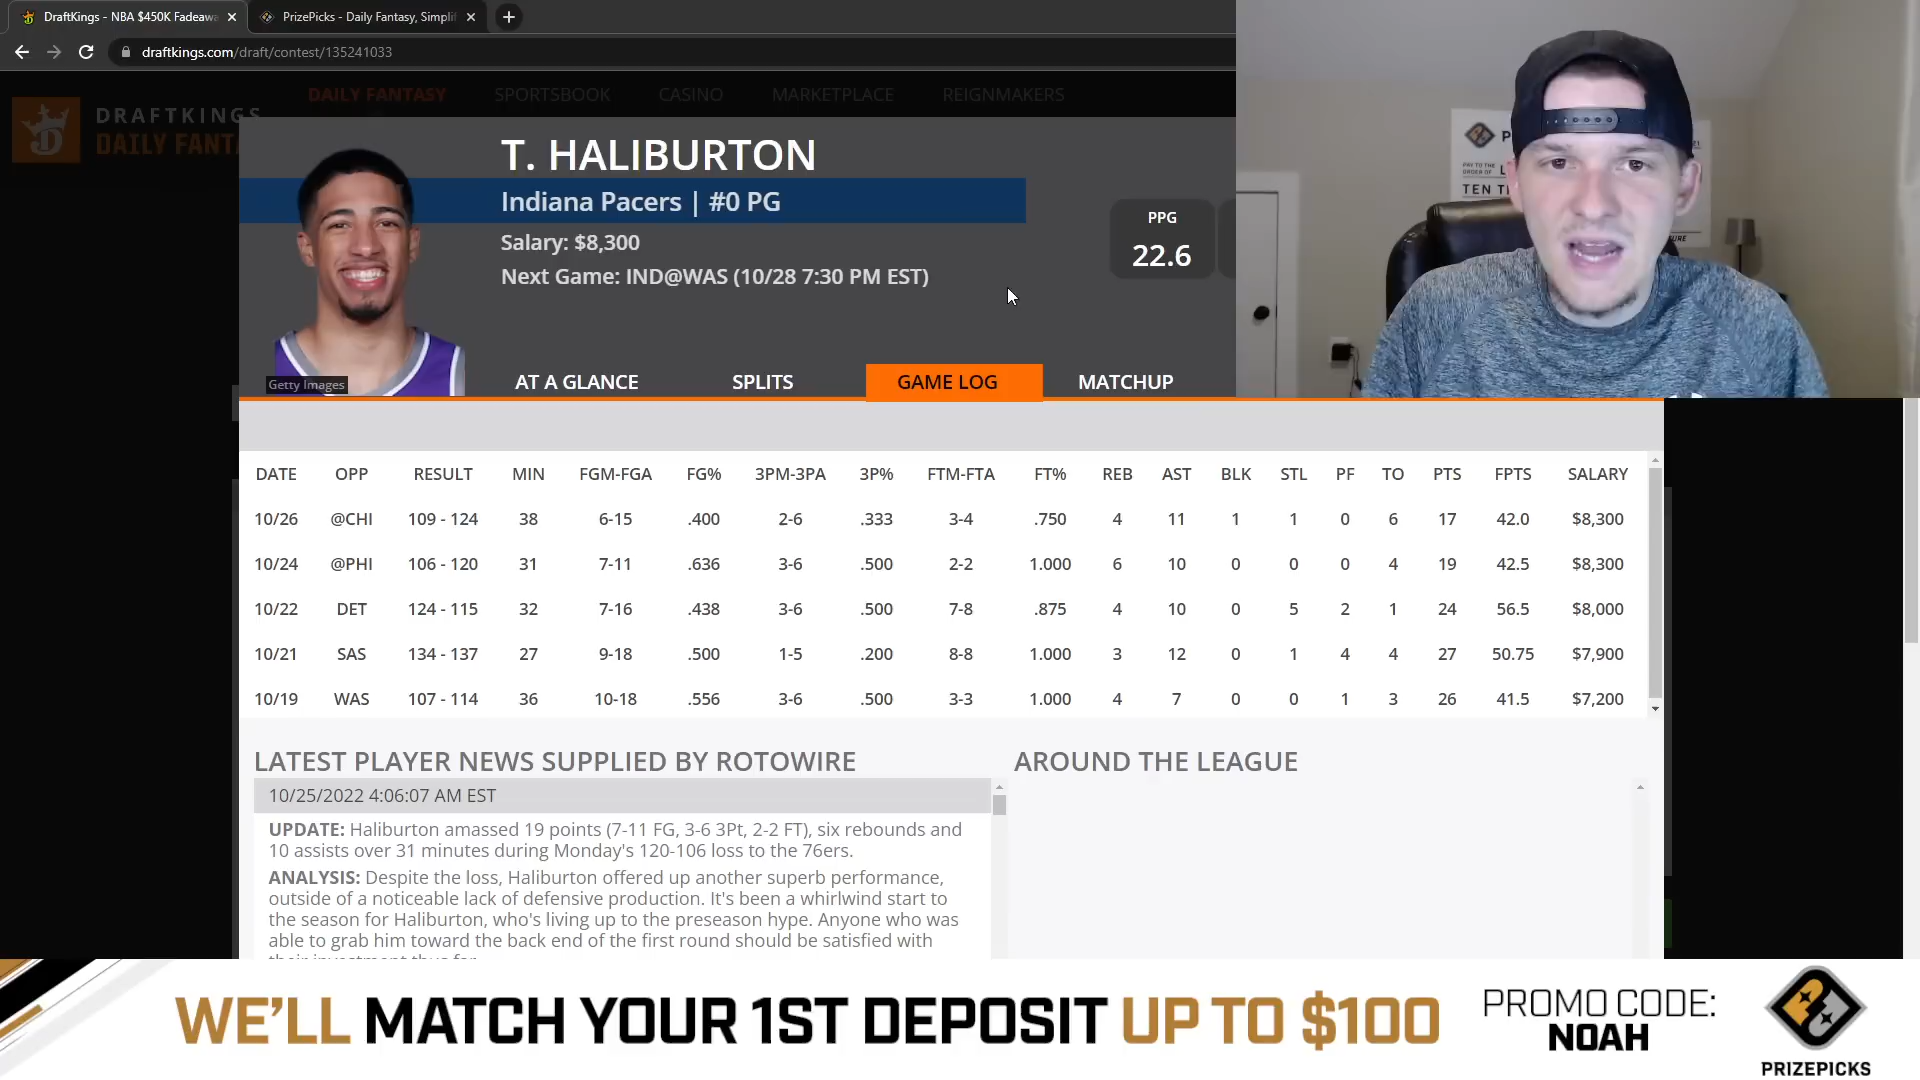 DraftKings - NBA $450K Fadeawa
PrizePicks - Daily Fantasy, Simplif
draftkings.com/draft/contest/135241033
DRAFTKINGS
DAILY FANT
DAILY FANTASY SPORTSBOOK CASINO MARKETPLACE REIGNMAKERS
T. HALIBURTON
Indiana Pacers | #0 PG
Salary: $8,300
Next Game: IND@WAS (10/28 7:30 PM EST)
PPG
22.6
Getty Images
AT A GLANCE SPLITS GAME LOG MATCHUP
PAY TO THE
ORDER OF
TEN T
DATE OPP RESULT MIN FGM-FGA FG% 3PM-3PA 3P% FTM-FTA FT% REB AST BLK STL PF TO PTS FPTS SALARY
10/26 @CHI 109 - 124 38 6-15 .400 2-6 .333 3-4 .750 4 11 1 1 0 6 17 42.0 $8,300
10/24 @PHI 106 - 120 31 7-11 .636 3-6 .500 2-2 1.000 6 10 0 0 0 4 19 42.5 $8,300
10/22 DET 124 - 115 32 7-16 .438 3-6 .500 7-8 .875 4 10 0 5 2 1 24 56.5 $8,000
10/21 SAS 134 - 137 27 9-18 .500 1-5 .200 8-8 1.000 3 12 0 1 4 4 27 50.75 $7,900
10/19 WAS 107 - 114 36 10-18 .556 3-6 .500 3-3 1.000 4 7 0 0 1 3 26 41.5 $7,200
LATEST PLAYER NEWS SUPPLIED BY ROTOWIRE
10/25/2022 4:06:07 AM EST
UPDATE: Haliburton amassed 19 points (7-11 FG, 3-6 3Pt, 2-2 FT), six rebounds and
10 assists over 31 minutes during Monday's 120-106 loss to the 76ers.
ANALYSIS: Despite the loss, Haliburton offered up another superb performance,
outside of a noticeable lack of defensive production. It's been a whirlwind start to
the season for Haliburton, who's living up to the preseason hype. Anyone who was
able to grab him toward the back end of the first round should be satisfied with
their investment thus far.
AROUND THE LEAGUE
WE'LL MATCH YOUR 1ST DEPOSIT UP TO $100
PROMO CODE:
NOAH
PRIZEPICKS